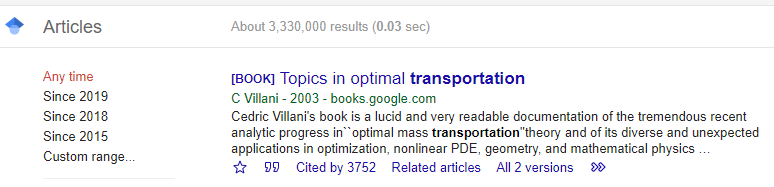 Articles
About 3,330,000 results (0.03 sec)
Any time
Since 2019
Since 2018
Since 2015
Custom range...
[BOOK] Topics in optimal transportation
C Villani - 2003 - books.google.com
Cedric Villani's book is a lucid and very readable documentation of the tremendous recent
analytic progress in``optimal mass transportation''theory and of its diverse and unexpected
applications in optimization, nonlinear PDE, geometry, and mathematical physics …
Cited by 3752 Related articles All 2 versions